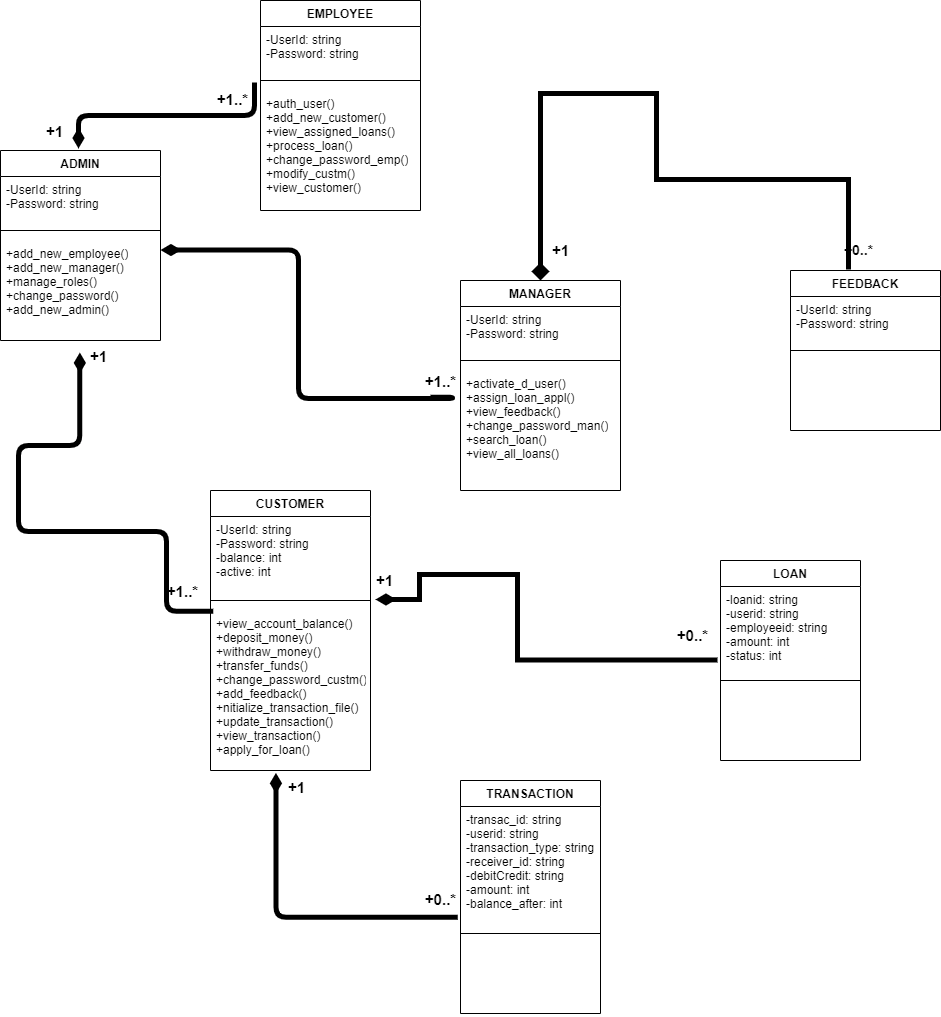 EMPLOYEE
-UserId: string
-Password: string
+auth_user()
+add_new_customer()
+view_assigned_loans()
+process_loan()
+change_password_emp()
+modify_custm()
+view_customer()
+1..*
+1
ADMIN
-UserId: string
-Password: string
+add_new_employee()
+add_new_manager()
+manage_roles()
+change_password()
+add_new_admin()
+1
+1..*
+1
+0..*
MANAGER
-UserId: string
-Password: string
+activate_d_user()
+assign_loan_appl()
+view_feedback()
+change_password_man()
+search_loan()
+view_all_loans()
FEEDBACK
-UserId: string
-Password: string
+1..*
CUSTOMER
-UserId: string
-Password: string
-balance: int
-active: int
+view_account_balance()
+deposit_money()
+withdraw_money()
+transfer_funds()
+change_password_custm()
+add_feedback()
+nitialize_transaction_file()
+update_transaction()
+view_transaction()
+apply_for_loan()
+1
+0..*
LOAN
-loanid: string
-userid: string
-employeeid: string
-amount: int
-status: int
+1
+0..*
TRANSACTION
-transac_id: string
-userid: string
-transaction_type: string
-receiver_id: string
-debitCredit: string
-amount: int
-balance_after: int